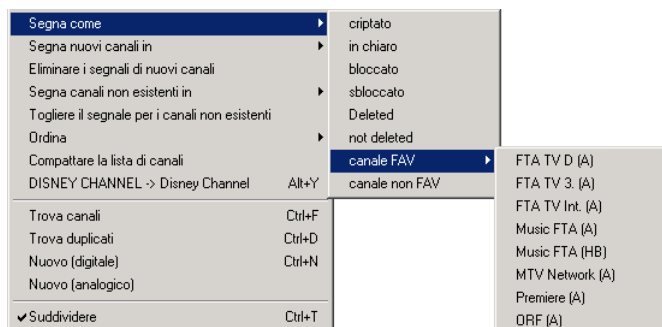 Segna come
Segna nuovi canali in
Eliminare i segnali di nuovi canali
Segna canali non esistenti in
Togliere il segnale per i canali non esistenti
Ordina
Compattare la lista di canali
DISNEY CHANNEL -> Disney Channel Alt+Y
Trova canali Ctrl+F
Trova duplicati Ctrl+D
Nuovo (digitale) Ctrl+N
Nuovo (analogico)
Suddividere Ctrl+T
criptato
in chiaro
bloccato
sbloccato
Deleted
not deleted
canale FAV
canale non FAV
FTA TV D (A)
FTA TV 3. (A)
FTA TV Int. (A)
Music FTA (A)
Music FTA (HB)
MTV Network (A)
Premiere (A)
ORF (A)